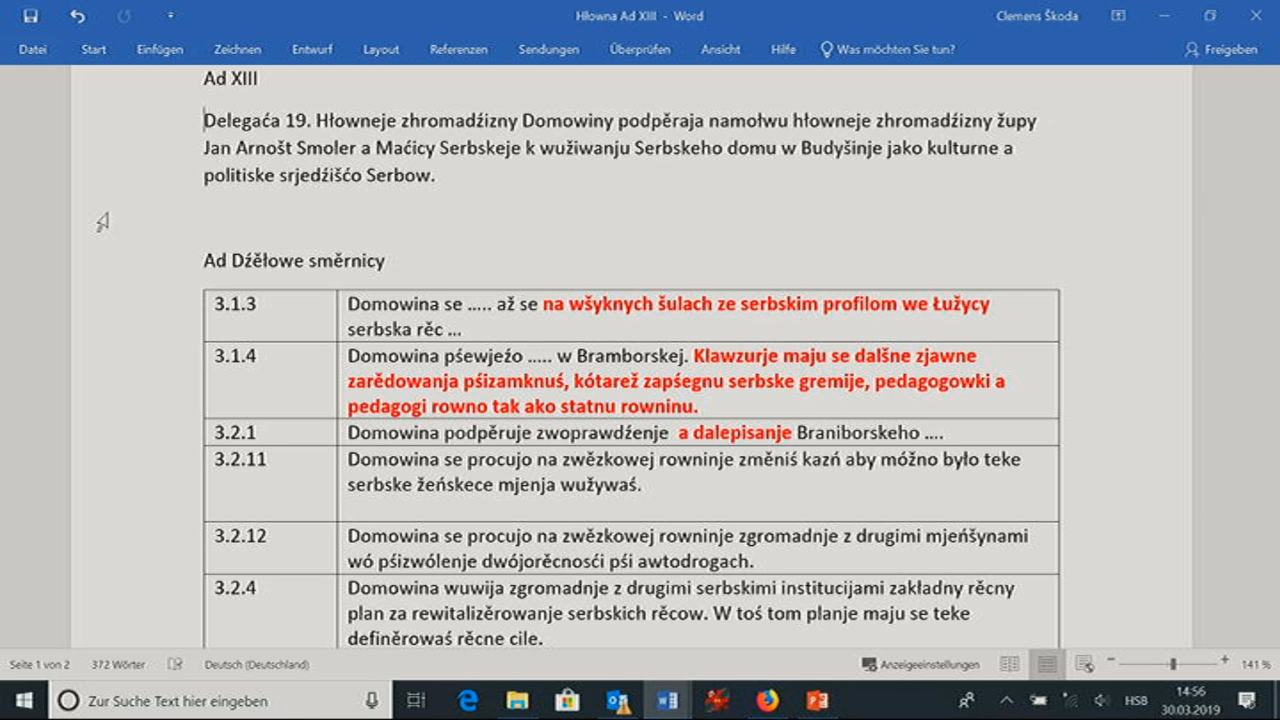 Hłowna Ad XIII - Word
Clemens Škoda
Datei Start Einfügen Zeichnen Entwurf Layout Referenzen Sendungen Überprüfen Ansicht Hilfe Was möchten Sie tun? Freigeben
Ad XIII
Delegaća 19. Hłowneje zhromadźizny Domowiny podpěraja namołwu hłowneje zhromadźizny župy
Jan Arnošt Smoler a Maćicy Serbskeje k wužiwanju Serbskeho domu w Budyšinje jako kulturne a
politiske srjedźišćo Serbow.
Ad Dźěłowe směrnicy
3.1.3 Domowina se ..... až se na wšyknych šulach ze serbskim profilom we Łužycy
serbska rěc ...
3.1.4 Domowina pśewjeźo ..... w Bramborskej. Klawzurje maju se dalšne zjawne
zarědowanja pśizamknuś, kótarež zapśegnu serbske gremije, pedagogowki a
pedagogi rowno tak ako statnu rowninu.
3.2.1 Domowina podpěruje zwoprawdźenje a dalepisanje Braniborskeho ....
3.2.11 Domowina se procujo na zwězkowej rowninje změniś kazń aby móžno było teke
serbske žeńskece mjenja wužywaś.
3.2.12 Domowina se procujo na zwězkowej rowninje zgromadnje z drugimi mjeńšynami
wó pśizwólenje dwójorěcnosći pśi awtodrogach.
3.2.4 Domowina wuwija zgromadnje z drugimi serbskimi institucijami zakładny rěcny
plan za rewitalizěrowanje serbskich rěcow. W toś tom planje maju se teke
definěrowaś rěcne cile.
Seite 1 von 2 372 Wörter Deutsch (Deutschland) Anzeigeeinstellungen 141 %
Zur Suche Text hier eingeben
HSB
14:56
30.03.2019